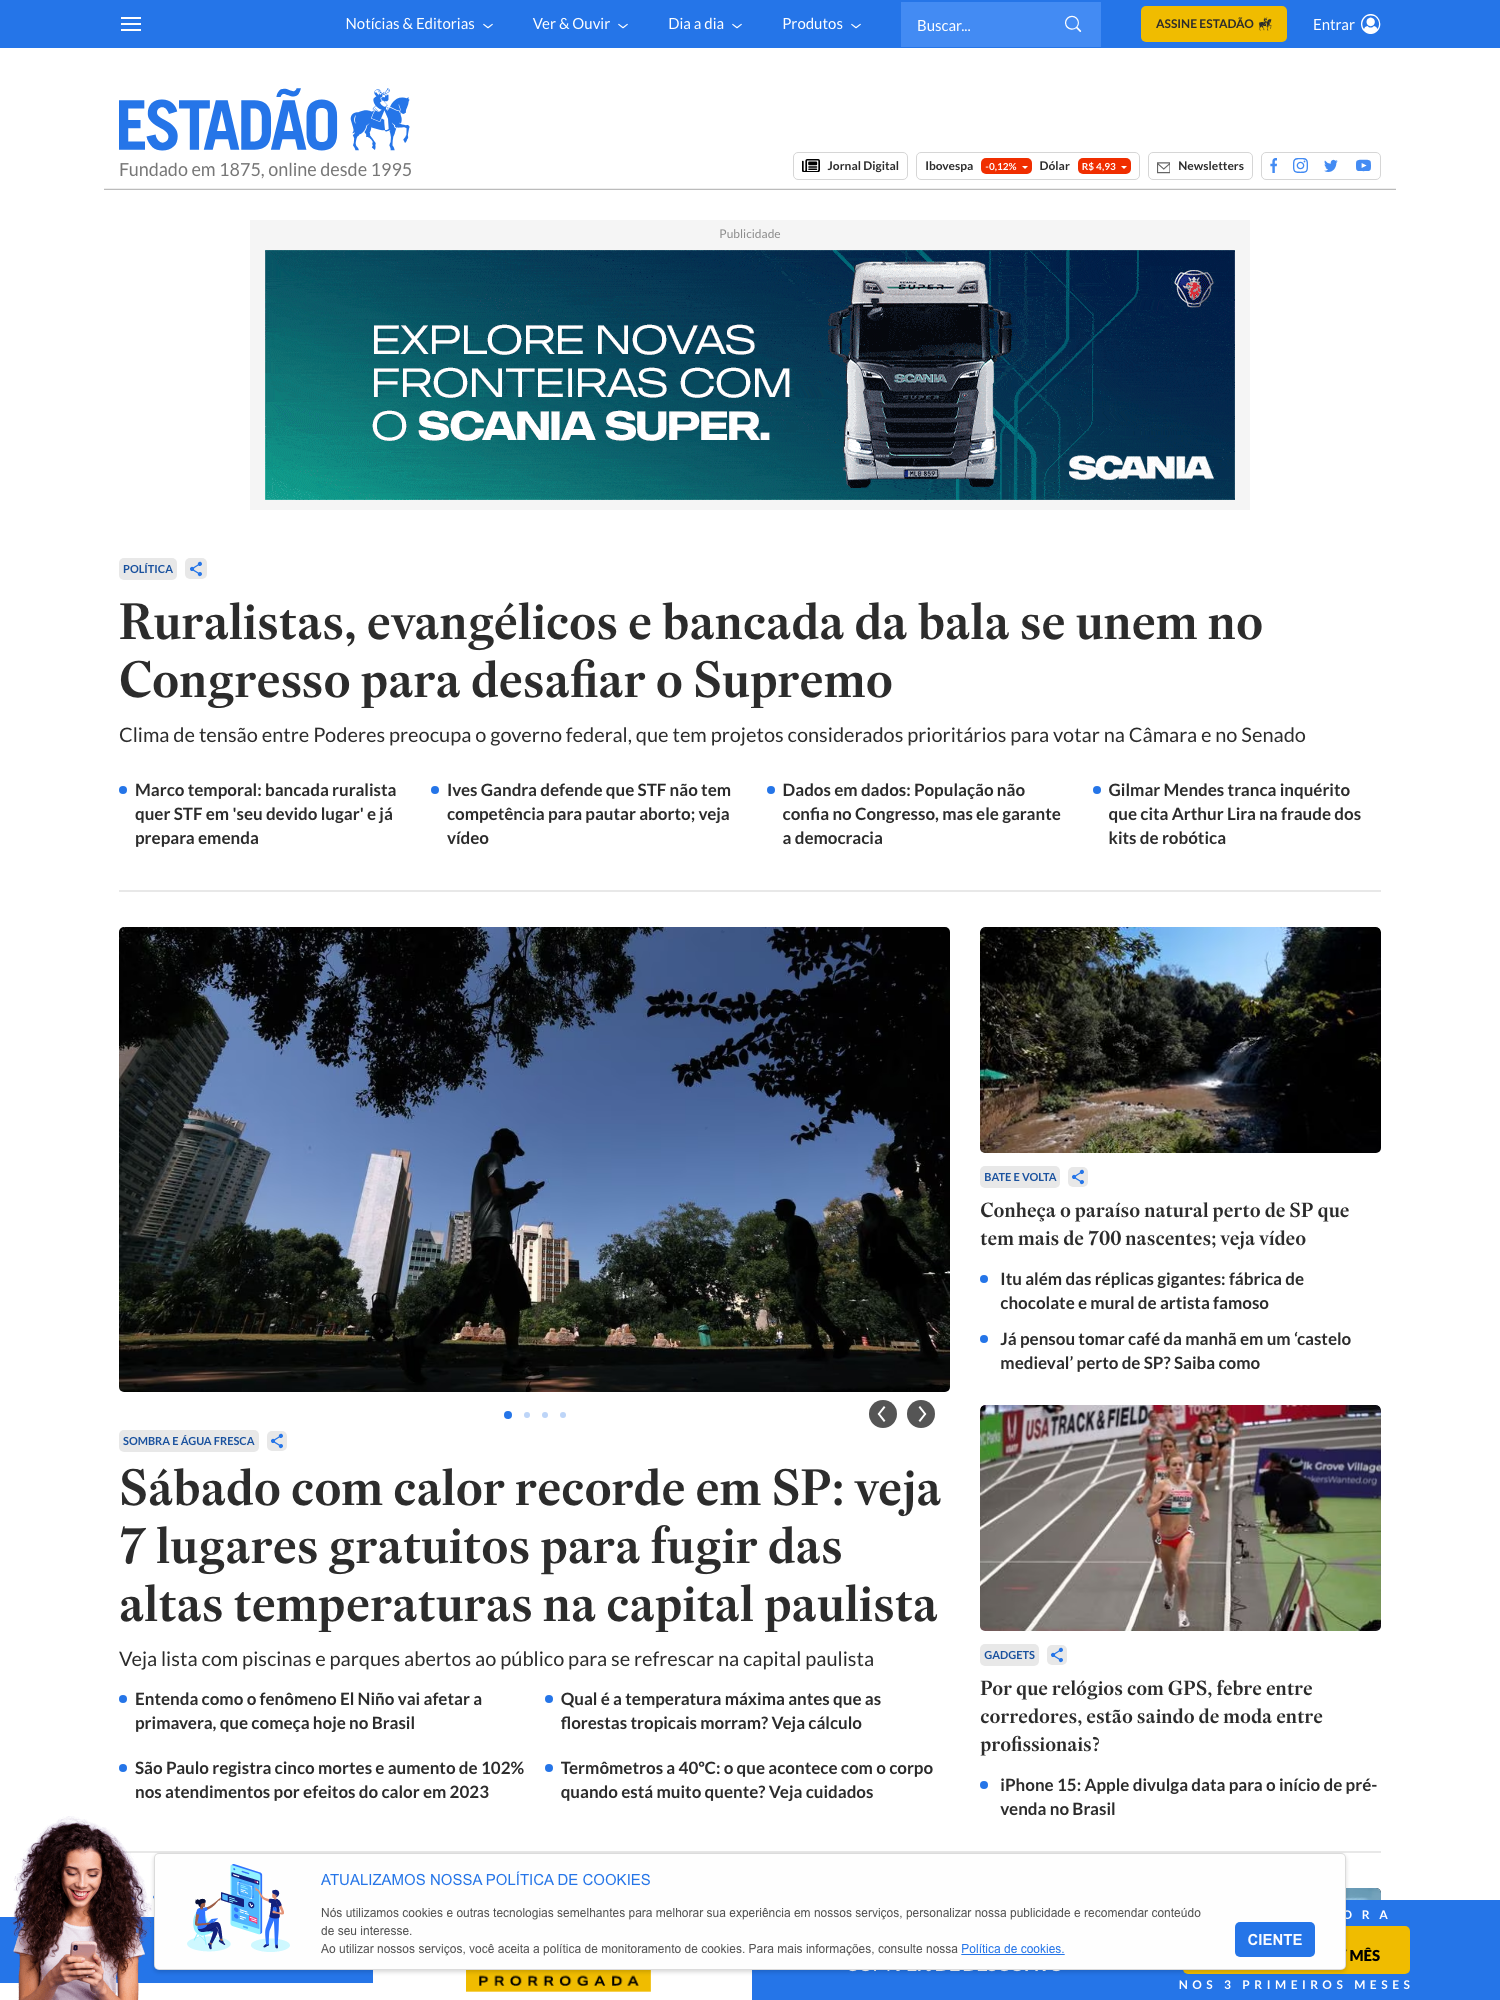 Notícias & Editorias Ver & Ouvir Dia a dia Produtos Buscar... ASSINE ESTADÃO Entrar
ESTADÃO
Fundado em 1875, online desde 1995
Jornal Digital Ibovespa -0,12% Dólar R$ 4,93 Newsletters
Publicidade
EXPLORE NOVAS
FRONTEIRAS COM
O SCANIA SUPER.
SUPER
SCANIA
SUPER
SCANIA
POLÍTICA
Ruralistas, evangélicos e bancada da bala se unem no
Congresso para desafiar o Supremo
Clima de tensão entre Poderes preocupa o governo federal, que tem projetos considerados prioritários para votar na Câmara e no Senado
Marco temporal: bancada ruralista
quer STF em 'seu devido lugar' e já
prepara emenda
Ives Gandra defende que STF não tem
competência para pautar aborto; veja
vídeo
Dados em dados: População não
confia no Congresso, mas ele garante
a democracia
Gilmar Mendes tranca inquérito
que cita Arthur Lira na fraude dos
kits de robótica
SOMBRA E ÁGUA FRESCA
Sábado com calor recorde em SP: veja
7 lugares gratuitos para fugir das
altas temperaturas na capital paulista
Veja lista com piscinas e parques abertos ao público para se refrescar na capital paulista
Entenda como o fenômeno El Niño vai afetar a
primavera, que começa hoje no Brasil
Qual é a temperatura máxima antes que as
florestas tropicais morram? Veja cálculo
São Paulo registra cinco mortes e aumento de 102%
nos atendimentos por efeitos do calor em 2023
Termômetros a 40ºC: o que acontece com o corpo
quando está muito quente? Veja cuidados
BATE E VOLTA
Conheça o paraíso natural perto de SP que
tem mais de 700 nascentes; veja vídeo
Itu além das réplicas gigantes: fábrica de
chocolate e mural de artista famoso
Já pensou tomar café da manhã em um ‘castelo
medieval’ perto de SP? Saiba como
USA TRACK & FIELD
lk Grove Village
kersWanted.org
GADGETS
Por que relógios com GPS, febre entre
corredores, estão saindo de moda entre
profissionais?
iPhone 15: Apple divulga data para o início de pré-
venda no Brasil
ATUALIZAMOS NOSSA POLÍTICA DE COOKIES
Nós utilizamos cookies e outras tecnologias semelhantes para melhorar sua experiência em nossos serviços, personalizar nossa publicidade e recomendar conteúdo
de seu interesse.
Ao utilizar nossos serviços, você aceita a política de monitoramento de cookies. Para mais informações, consulte nossa Política de cookies.
CIENTE
ORA
MÊS
PRORROGADA
NOS 3 PRIMEIROS MESES